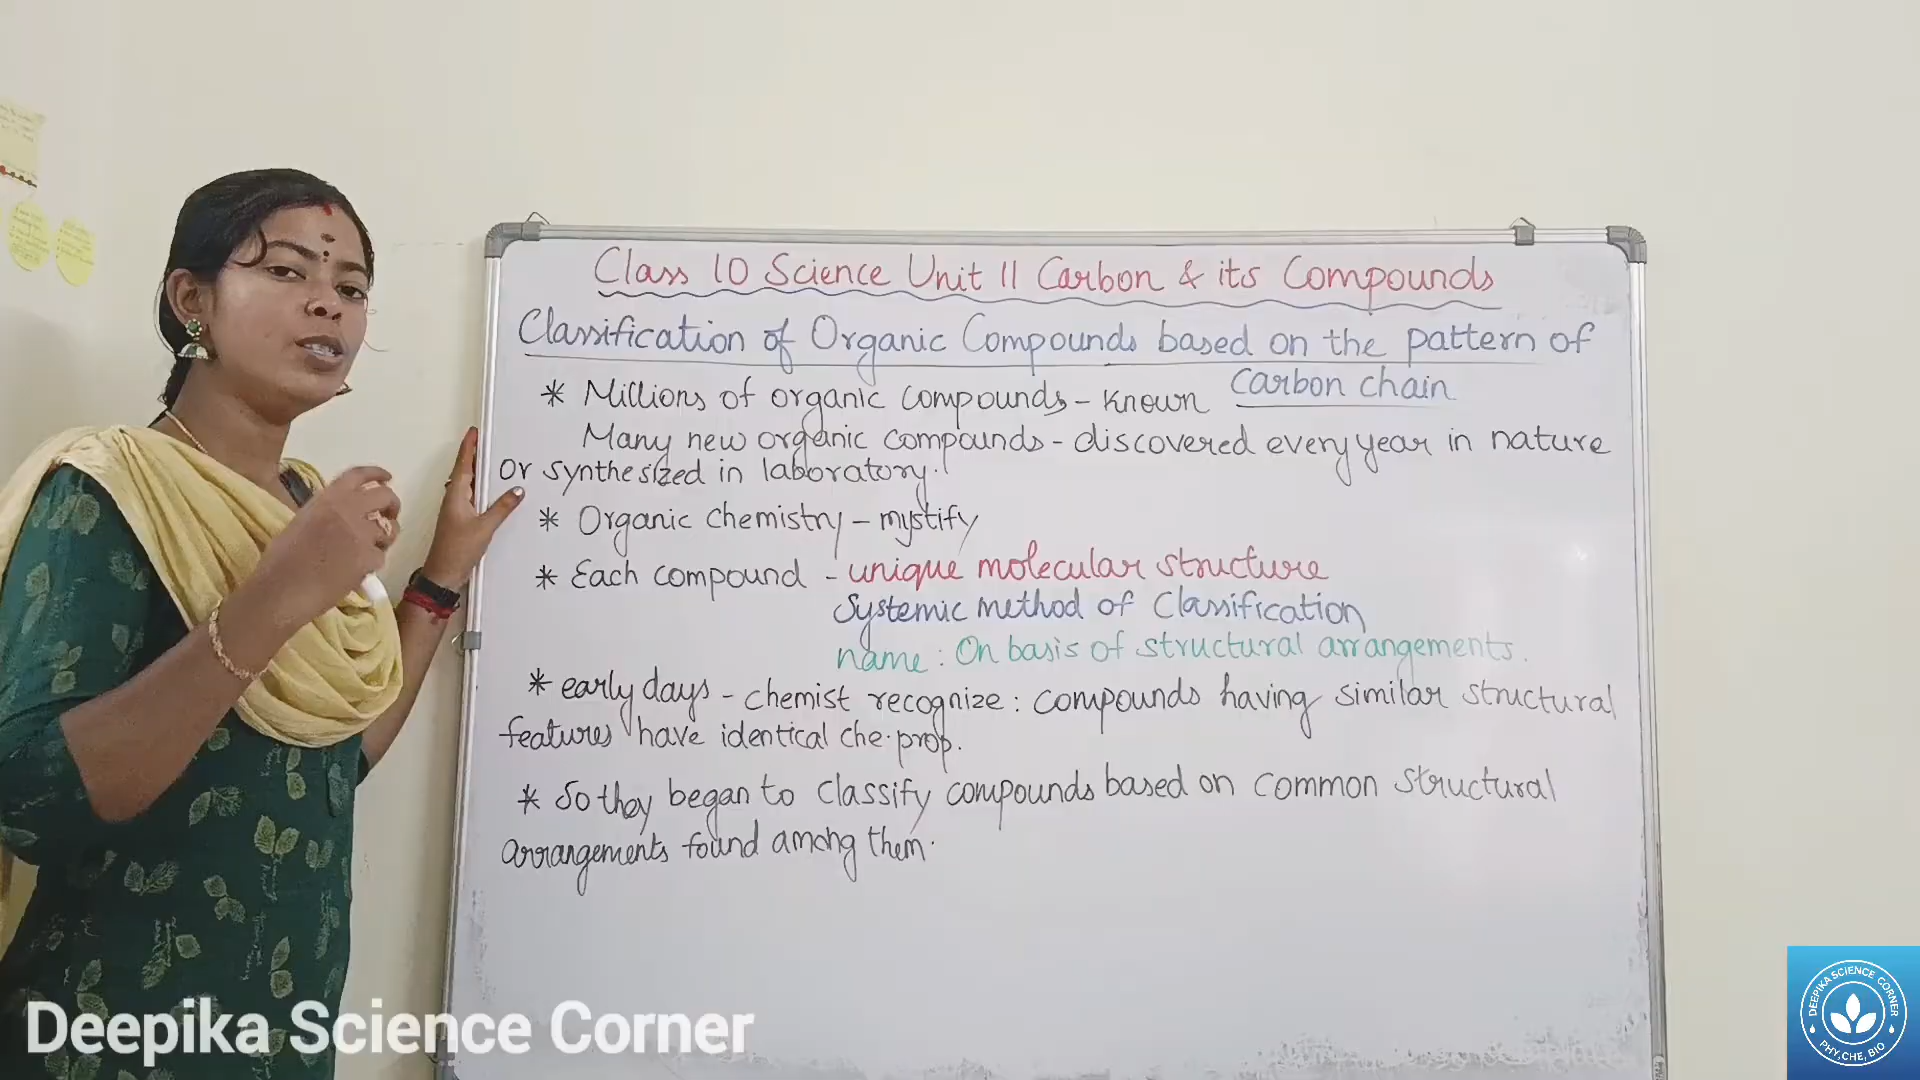 Class 10 Science Unit 11 Carbon & its Compounds
Classification of Organic Compounds based on the pattern of
Carbon chain
* Millions of organic compounds - known
Many new organic compounds - discovered every year in nature
or synthesized in laboratory.
* Organic chemistry - mystify
* Each compound - unique molecular structure
Systemic method of Classification
name : On basis of structural arrangements.
* early days - chemist recognize : compounds having similar structural
features have identical che. prop.
* So they began to classify compounds based on common structural
arrangements found among them.
Deepika Science Corner
DEEPIKA SCIENCE CORNER
PHY, CHE, BIO